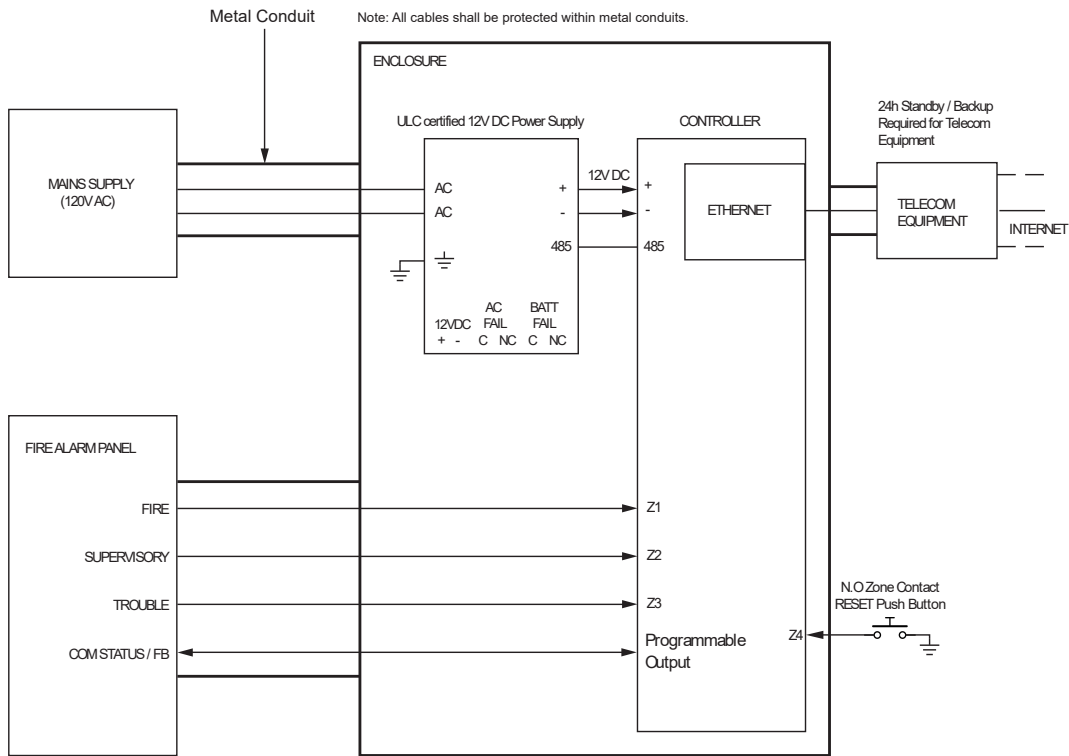 Metal Conduit
Note: All cables shall be protected within metal conduits.
ENCLOSURE
MAINS SUPPLY
(120V AC)
ULC certified 12V DC Power Supply
AC
AC
+
-
485
12VDC
+ -
AC
FAIL
C NC
BATT
FAIL
C NC
12V DC
CONTROLLER
+
-
485
ETHERNET
24h Standby / Backup
Required for Telecom
Equipment
TELECOM
EQUIPMENT
INTERNET
FIRE ALARM PANEL
FIRE
SUPERVISORY
TROUBLE
COM STATUS / FB
Z1
Z2
Z3
Programmable
Output
Z4
N.O Zone Contact
RESET Push Button